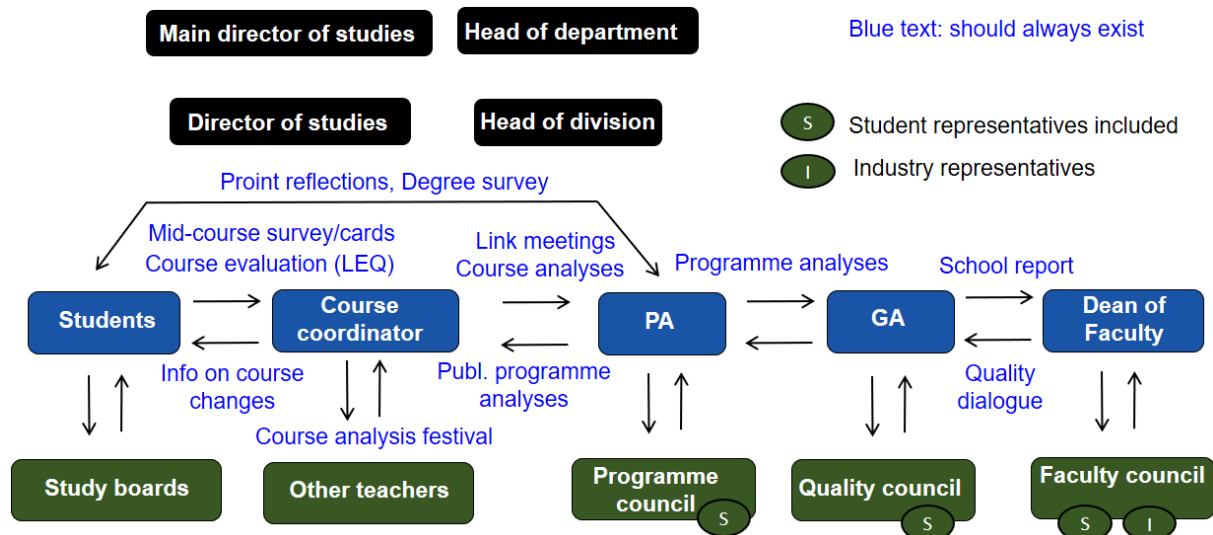 Main director of studies
Head of department
Blue text: should always exist
Director of studies
Head of division
S
Student representatives included
I
Industry representatives
Proint reflections, Degree survey
Mid-course survey/cards
Course evaluation (LEQ)
Link meetings
Course analyses
Programme analyses
School report
Students
Course
coordinator
PA
GA
Dean of
Faculty
Info on course
changes
Publ. programme
analyses
Quality
dialogue
Course analysis festival
Study boards
Other teachers
Programme
council
S
Quality council
S
Faculty council
S
I